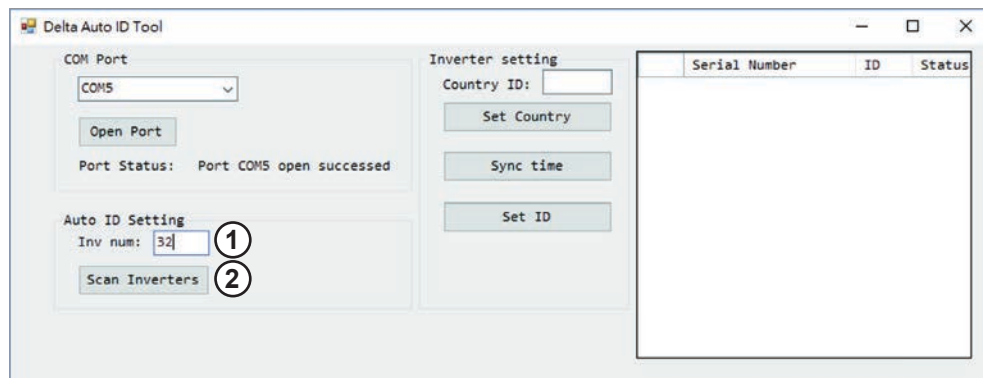 Delta Auto ID Tool
COM Port
COM5
Open Port
Port Status: Port COM5 open successed
Auto ID Setting
Inv num: 32
1
Scan Inverters
2
Inverter setting
Country ID:
Set Country
Sync time
Set ID
Serial Number ID Status